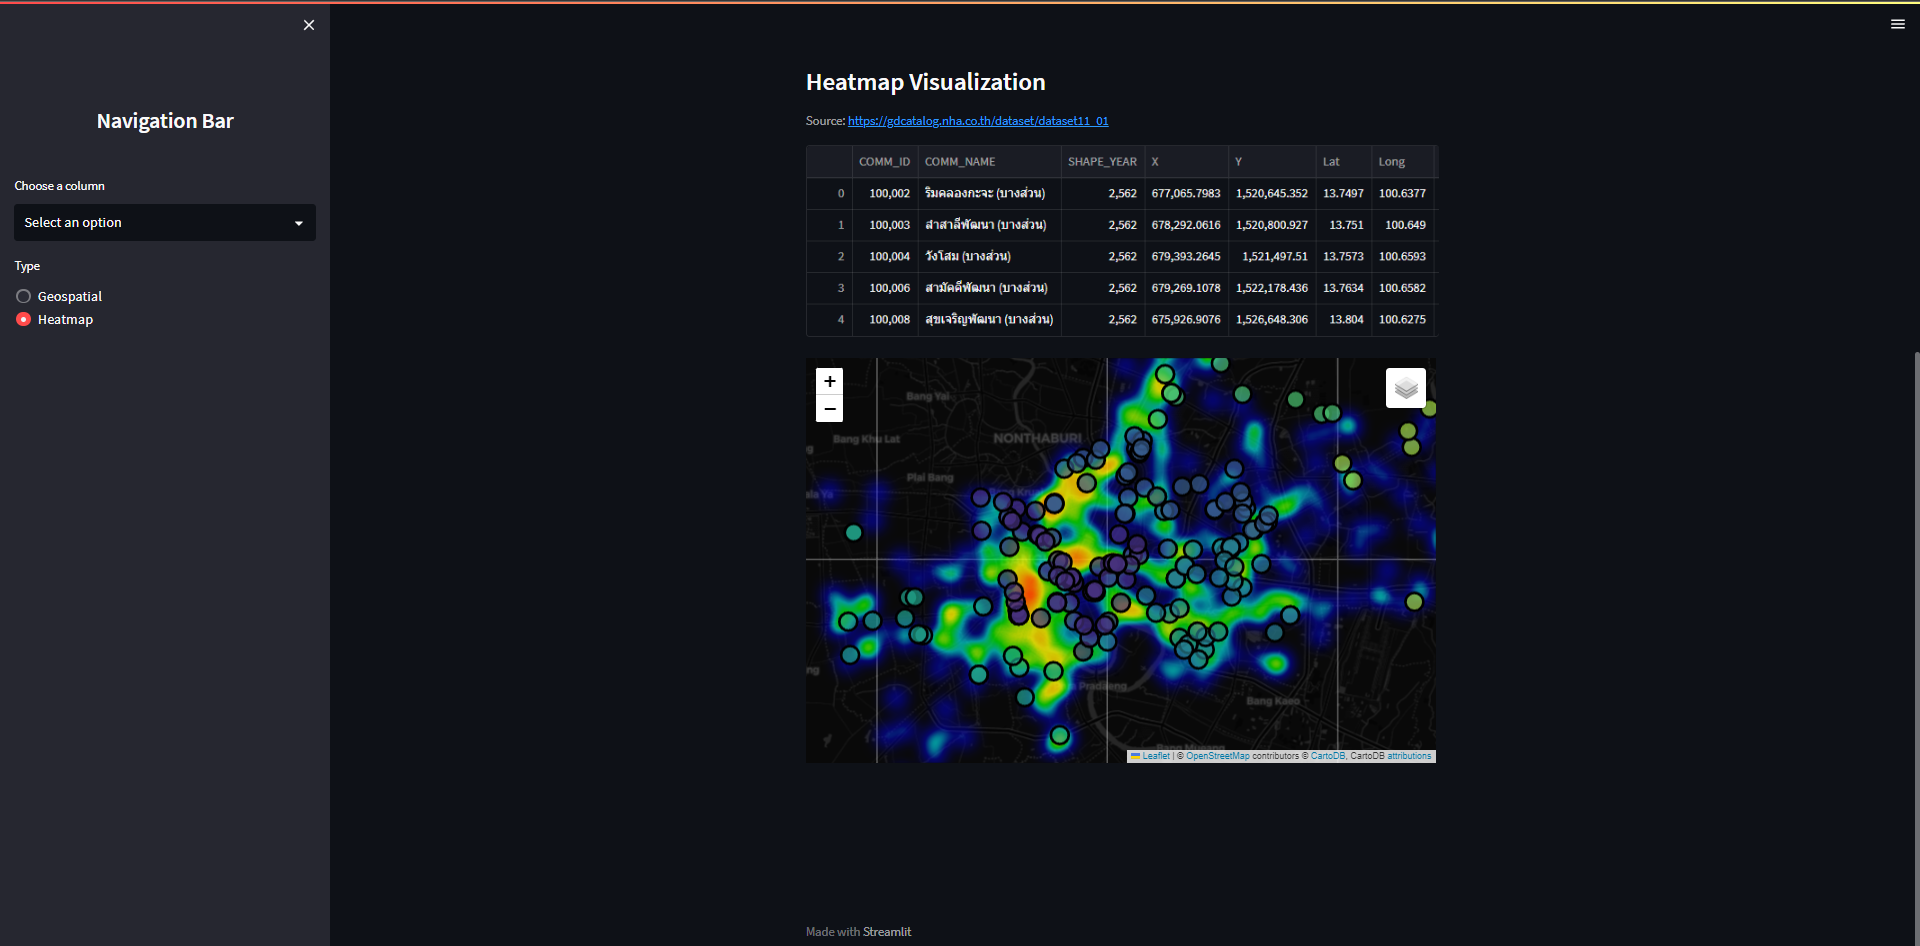 Navigation Bar
Choose a column
Select an option
Type
Geospatial
Heatmap
Heatmap Visualization
Source: https://gdcatalog.nha.co.th/dataset/dataset11_01
COMM_ID COMM_NAME SHAPE_YEAR X Y Lat Long
0 100,002 ริมคลองกะจะ (บางส่วน) 2,562 677,065.7983 1,520,645.352 13.7497 100.6377
1 100,003 สำสาลีพัฒนา (บางส่วน) 2,562 678,292.0616 1,520,800.927 13.751 100.649
2 100,004 วังโสม (บางส่วน) 2,562 679,393.2645 1,521,497.51 13.7573 100.6593
3 100,006 สามัคคีพัฒนา (บางส่วน) 2,562 679,269.1078 1,522,178.436 13.7634 100.6582
4 100,008 สุขเจริญพัฒนา (บางส่วน) 2,562 675,926.9076 1,526,648.306 13.804 100.6275
+
−
Bang Yai
Bang Khu Lat
NONTHABURI
Plai Bang
Pradaeng
Bang Kaeo
Leaflet | © OpenStreetMap contributors © CartoDB, CartoDB attributions
Made with Streamlit